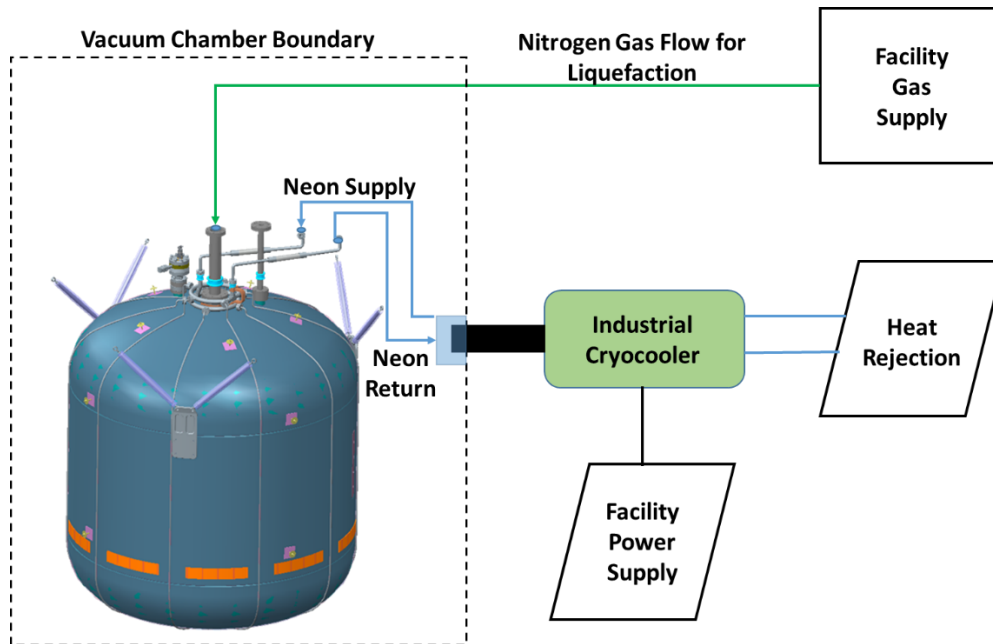 Vacuum Chamber Boundary
Nitrogen Gas Flow for
Liquefaction
Facility
Gas
Supply
Neon Supply
Neon
Return
Industrial
Cryocooler
Heat
Rejection
Facility
Power
Supply